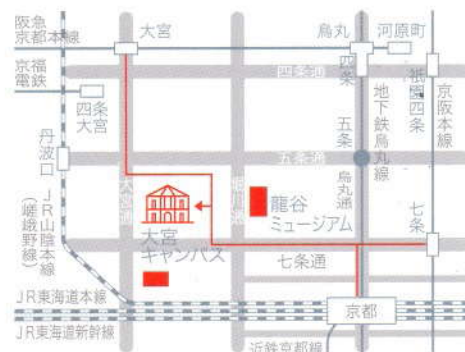 阪急
京都本線
大宮
烏丸
河原町
京福
電鉄
四条通
四条
祇園四条
京阪本線
四条
大宮
丹波口
五条
地下鉄烏丸線
五条通
大宮通
堀川通
烏丸通
龍谷
ミュージアム
七条
JR山陰本線
(嵯峨野線)
大宮
キャンパス
七条通
JR東海道本線
京都
JR東海道新幹線
近鉄京都線